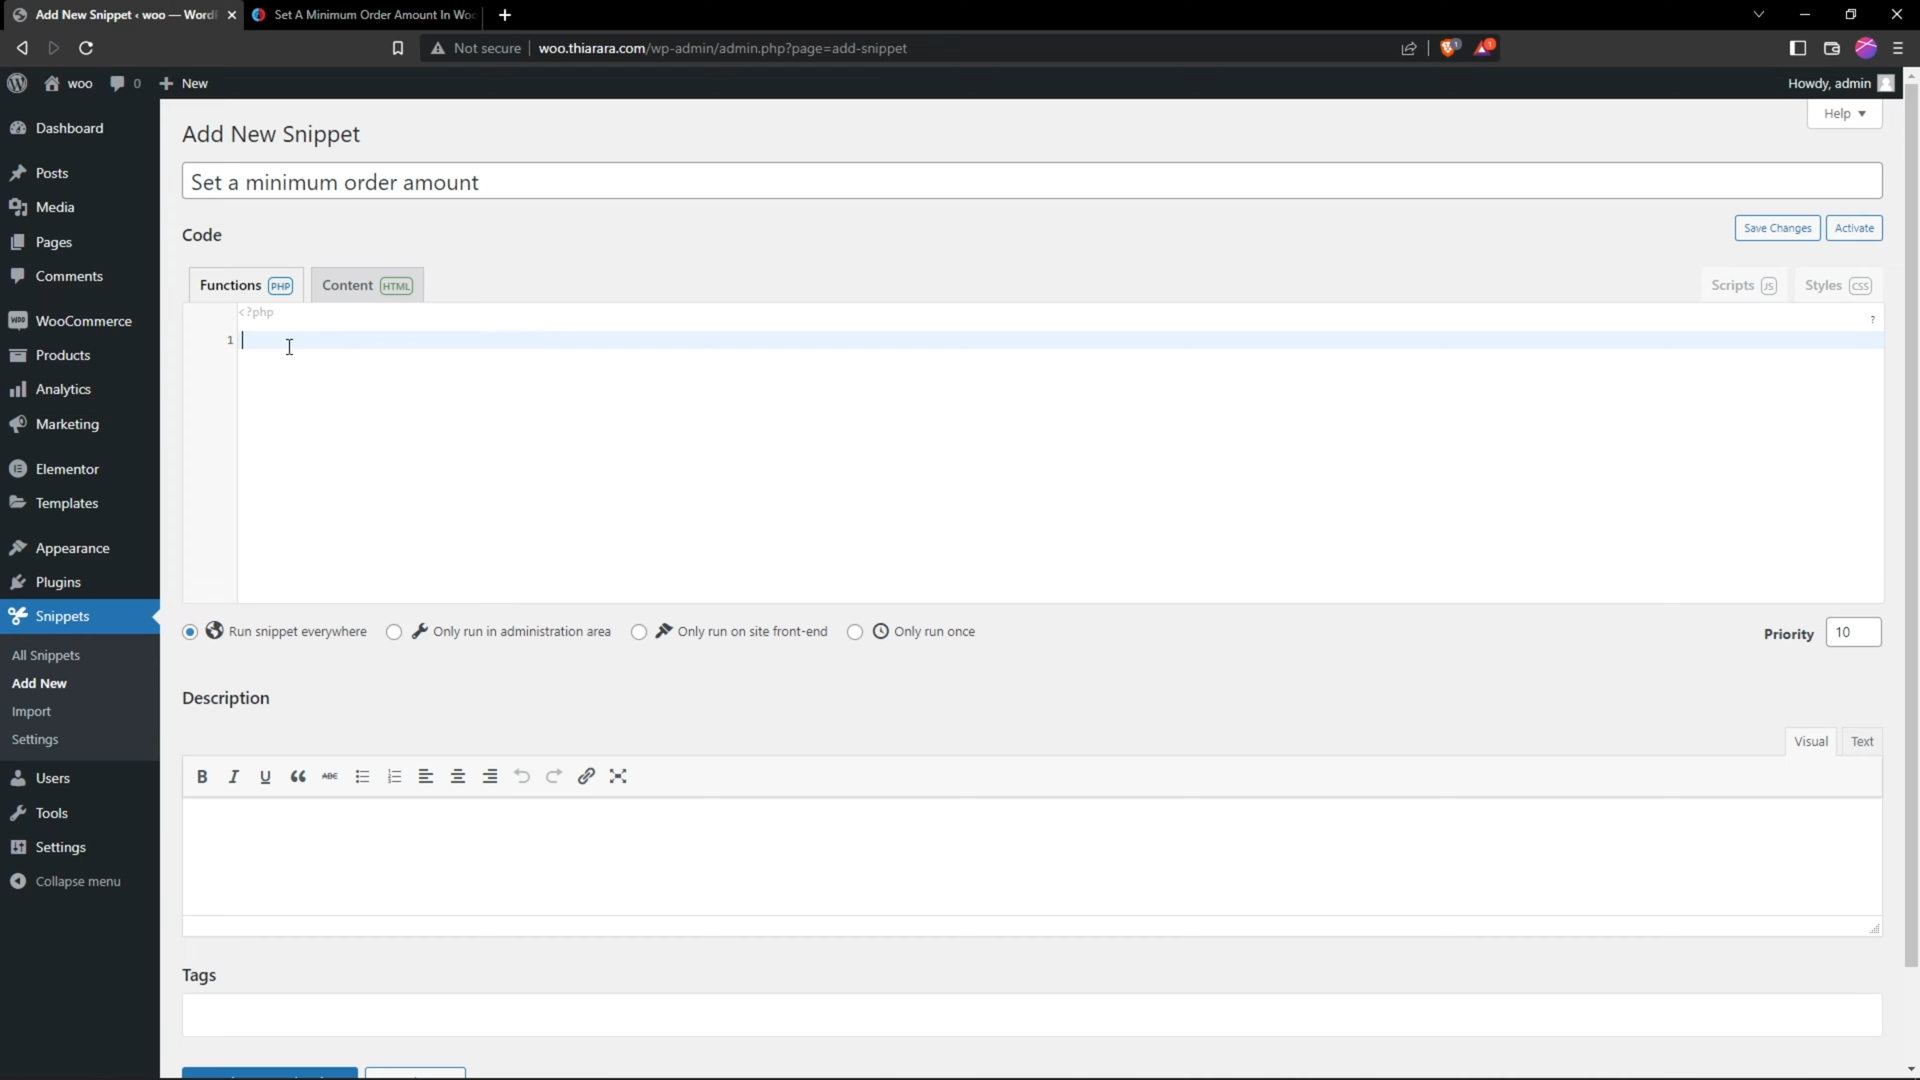 Add New Snippet ‹ woo — WordP
Set A Minimum Order Amount In Woo
Not secure
woo.thiarara.com/wp-admin/admin.php?page=add-snippet
1
1
woo
0
New
Howdy, admin
Help
Dashboard
Posts
Media
Pages
Comments
WooCommerce
Products
Analytics
Marketing
Elementor
Templates
Appearance
Plugins
Snippets
All Snippets
Add New
Import
Settings
Users
Tools
Settings
Collapse menu
Add New Snippet
Set a minimum order amount
Code
Save Changes
Activate
Functions PHP
Content HTML
Scripts JS
Styles CSS
<?php
?
1
Run snippet everywhere
Only run in administration area
Only run on site front-end
Only run once
Priority
10
Description
Visual
Text
B I U ABC
Tags